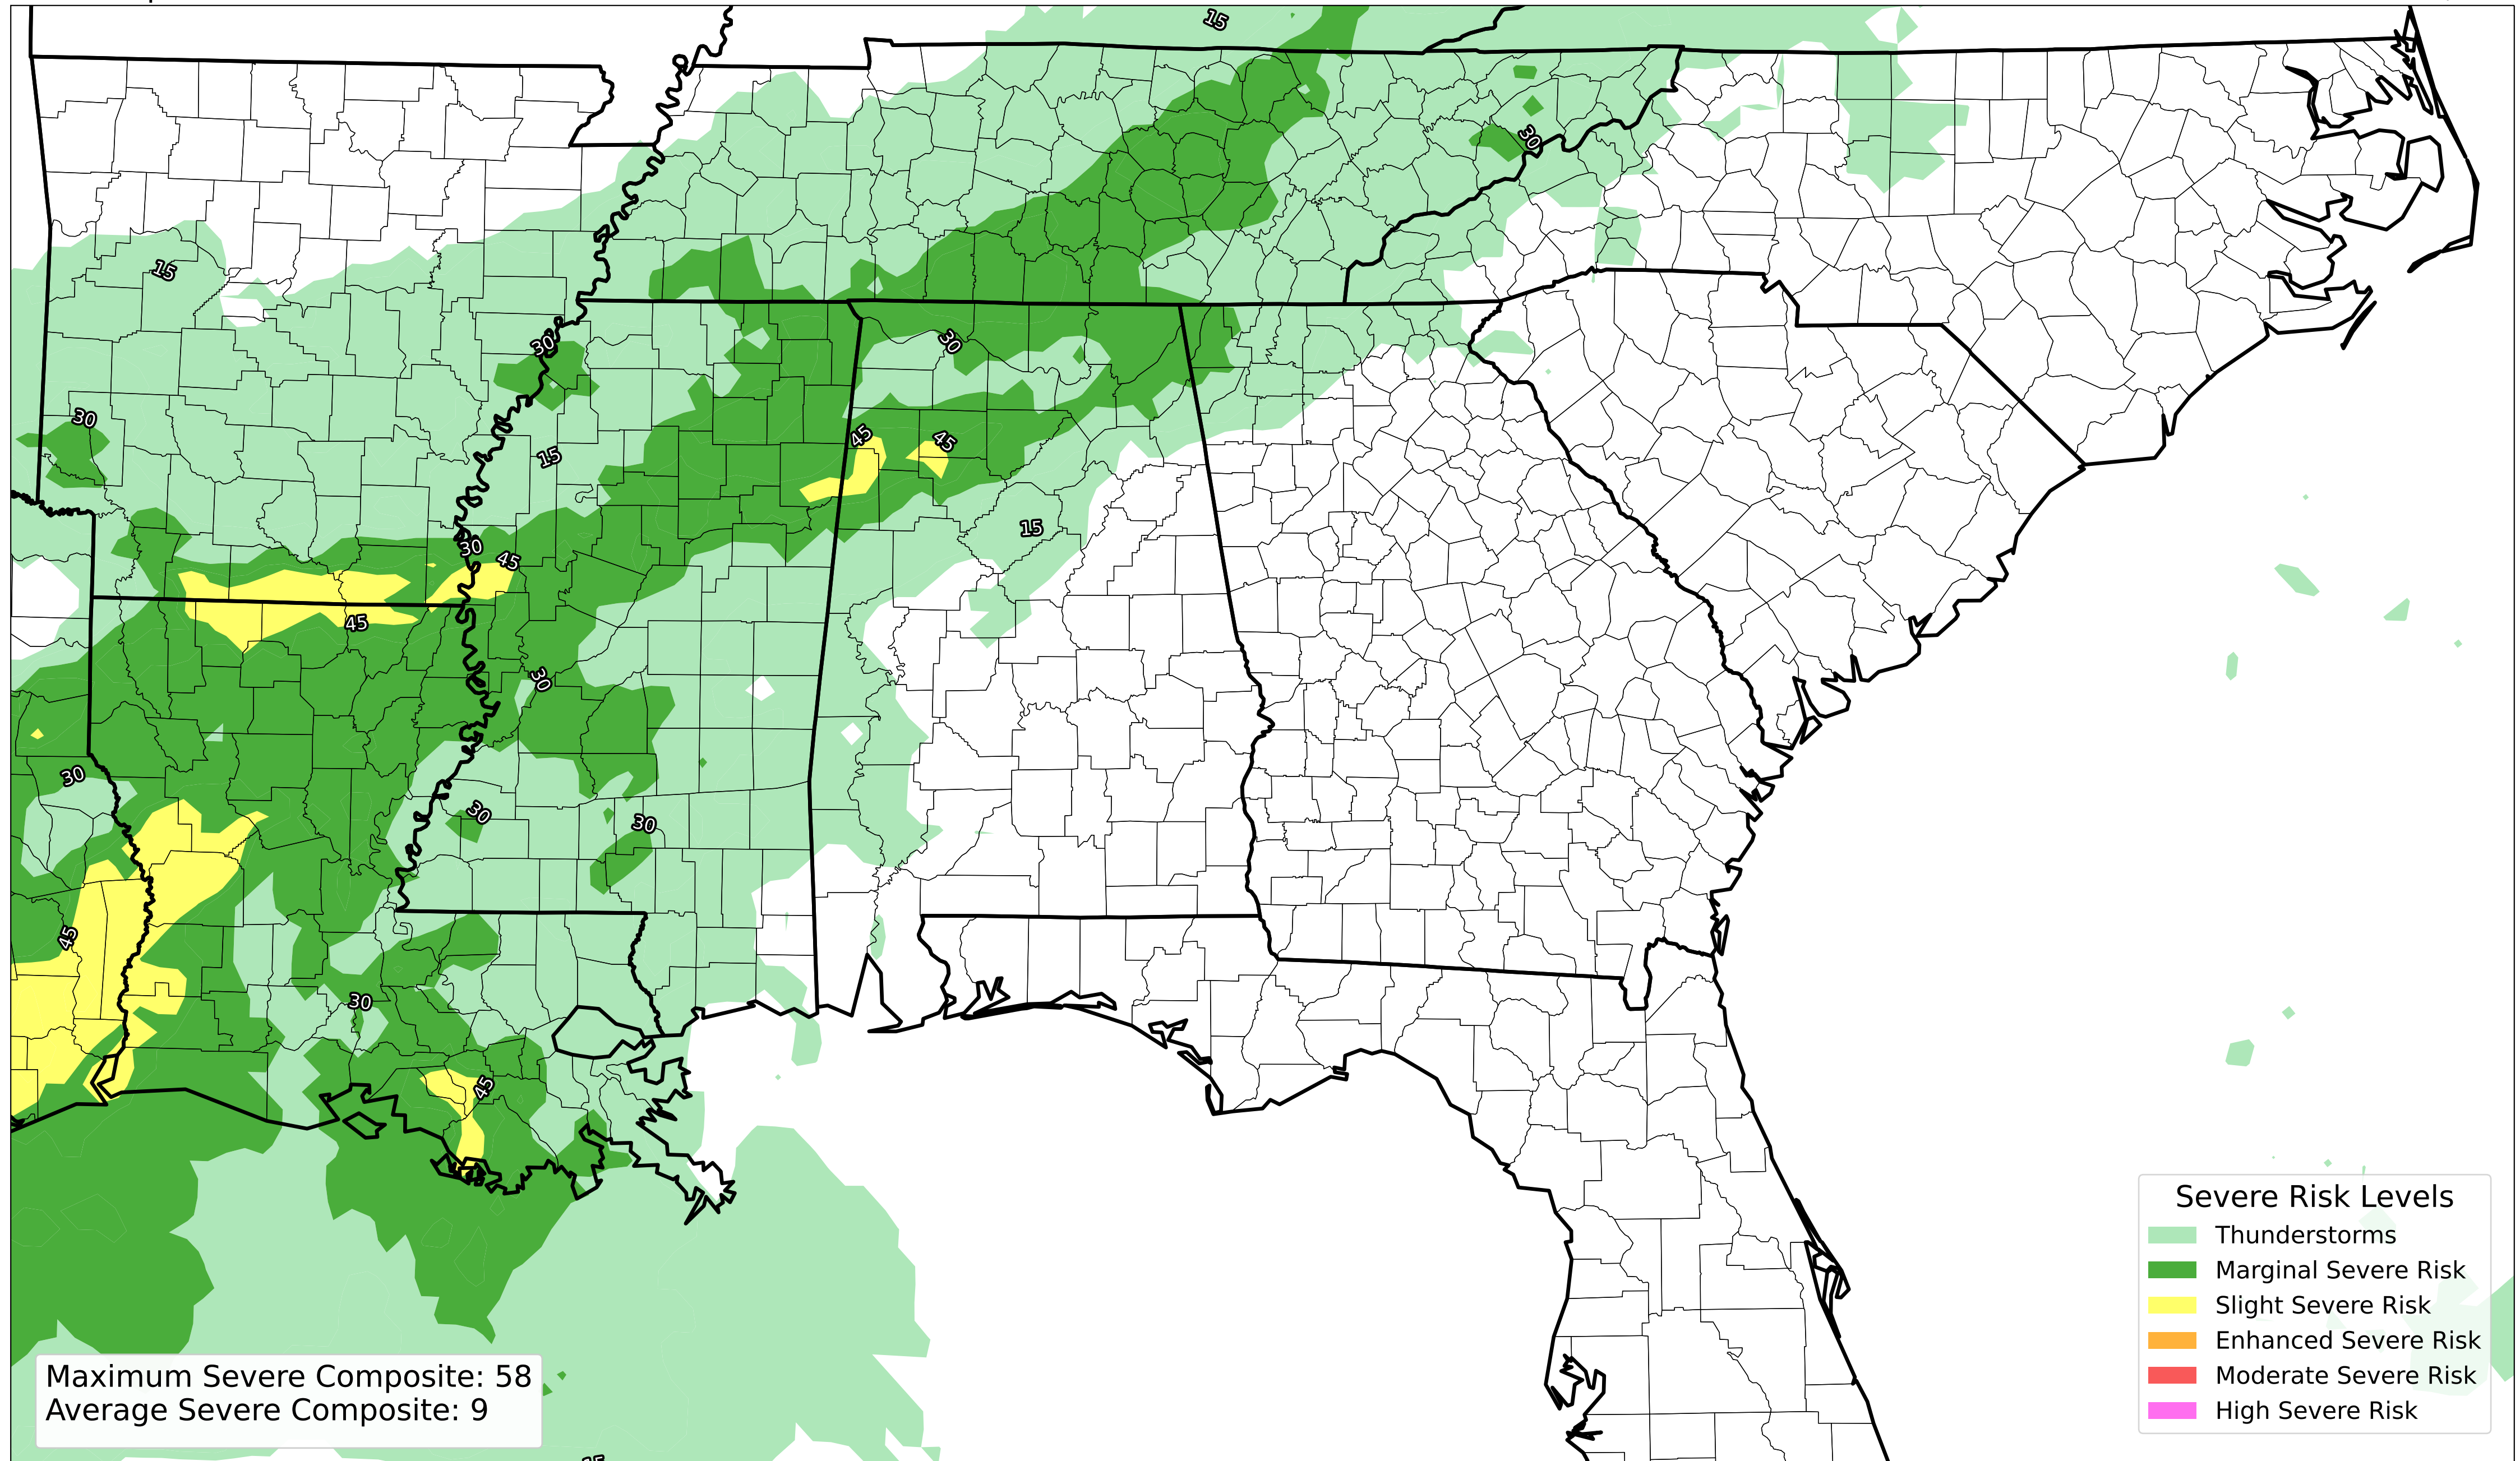 15
30
15
30
30
45
45
30
15
15
30
45
45
30
30
30
30
45
30
45
Severe Risk Levels
Thunderstorms
Marginal Severe Risk
Slight Severe Risk
Enhanced Severe Risk
Moderate Severe Risk
High Severe Risk
Maximum Severe Composite: 58
Average Severe Composite: 9